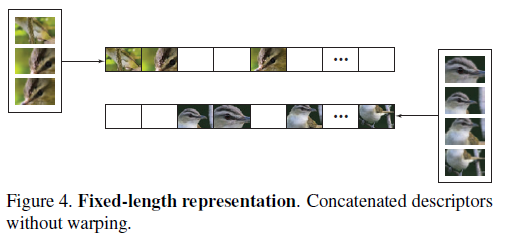 ...
...
Figure 4. Fixed-length representation. Concatenated descriptors
without warping.